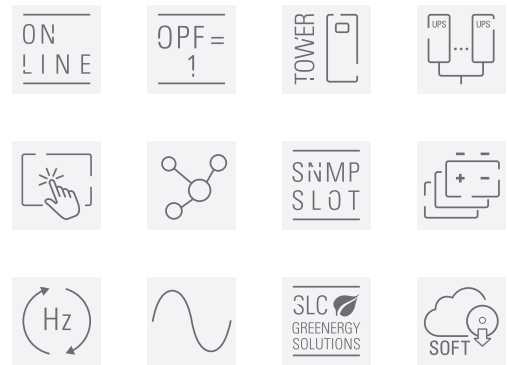 ON
LINE
OPF =
1
TOWER
UPS
...
UPS
SNMP
SLOT
+ -
Hz
SLC
GREENERGY
SOLUTIONS
SOFT